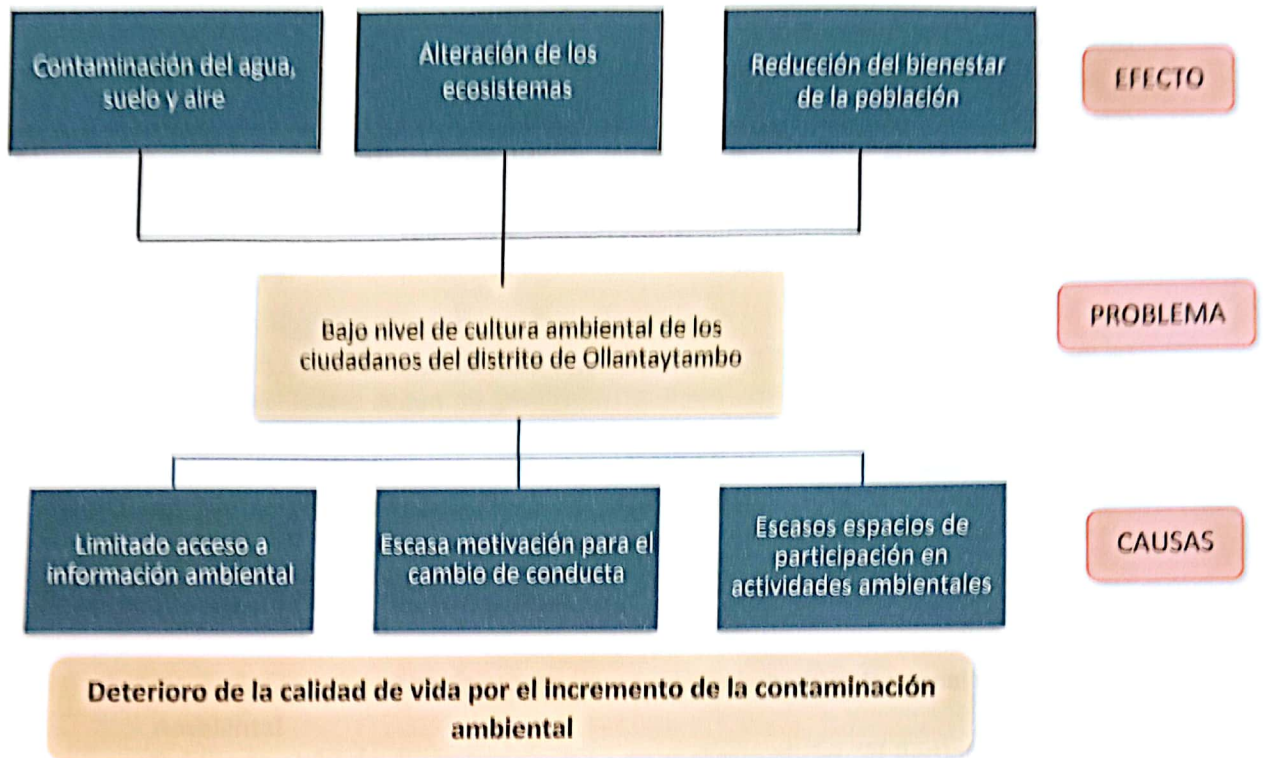 Contaminación del agua,
suelo y aire
Alteración de los
ecosistemas
Reducción del bienestar
de la población
EFECTO
Bajo nivel de cultura ambiental de los
ciudadanos del distrito de Ollantaytambo
PROBLEMA
Limitado acceso a
información ambiental
Escasa motivación para el
cambio de conducta
Escasos espacios de
participación en
actividades ambientales
CAUSAS
Deterioro de la calidad de vida por el Incremento de la contaminación
ambiental